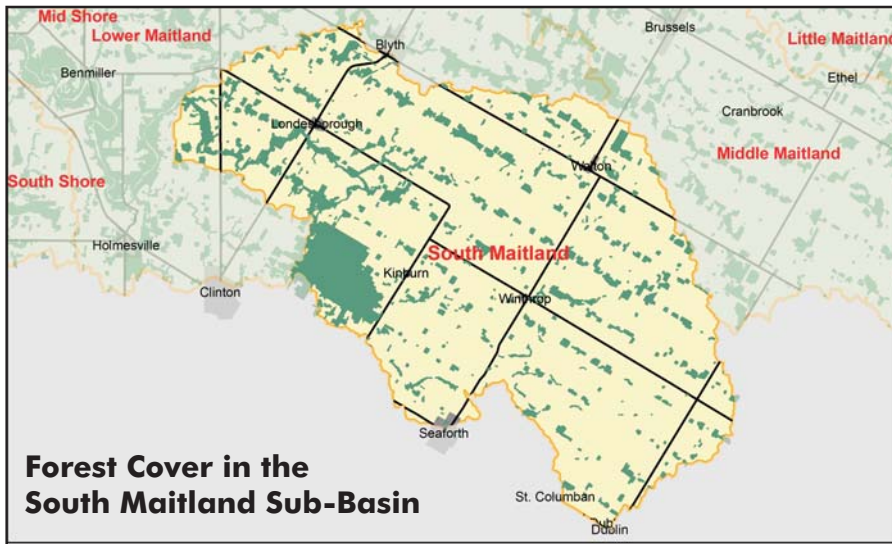 Mid Shore
Lower Maitland
Brussels
Little Maitland
Blyth
Benmiller
Ethel
Cranbrook
Londesborough
Middle Maitland
Walton
South Shore
Holmesville
South Maitland
Kinburn
Clinton
Winthrop
Seaforth
Forest Cover in the
South Maitland Sub-Basin
St. Columban
Dub
Dublin